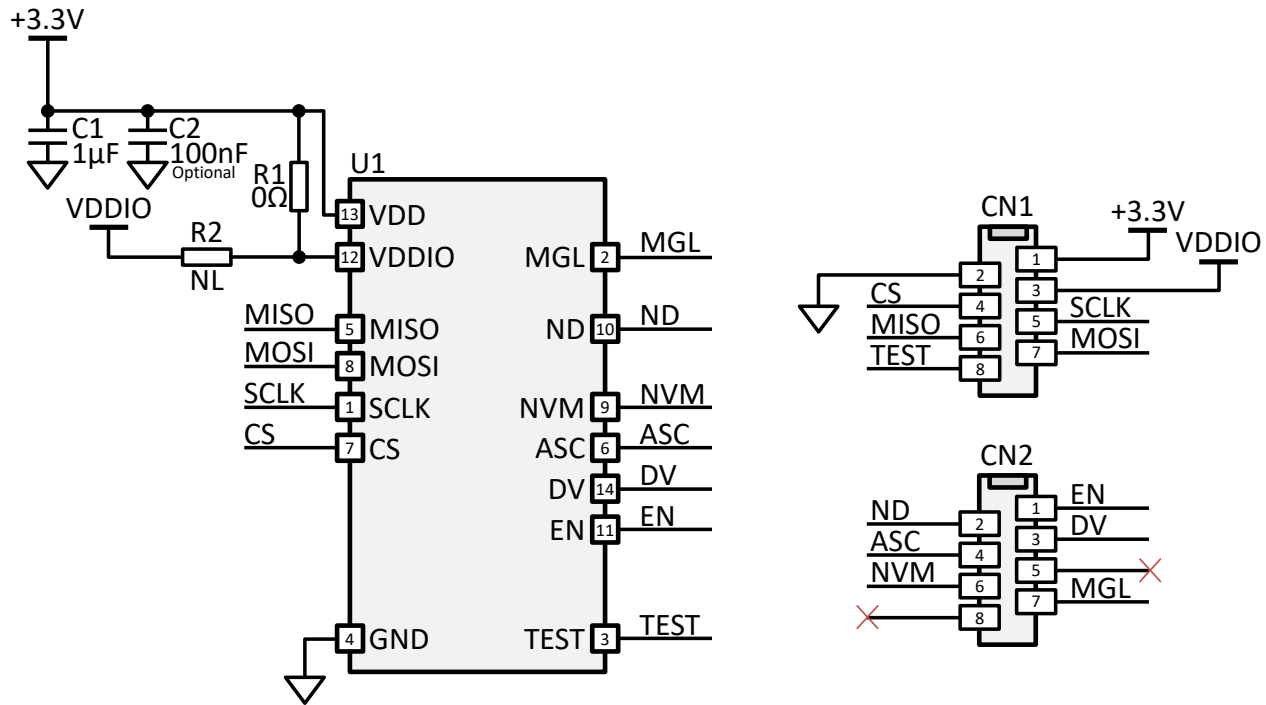 +3.3V
C1
1µF
C2
100nF
Optional
R1
0Ω
VDDIO
R2
NL
U1
13 VDD
12 VDDIO
5 MISO
8 MOSI
1 SCLK
7 CS
4 GND
MISO
MOSI
SCLK
CS
MGL 2 MGL
ND 10 ND
NVM 9 NVM
ASC 6 ASC
DV 14 DV
EN 11 EN
TEST 3 TEST
CN1
+3.3V
VDDIO
1
2
3
CS 4
5 SCLK
MISO 6
7 MOSI
TEST 8
CN2
1 EN
ND 2
3 DV
ASC 4
5
NVM 6
7 MGL
8